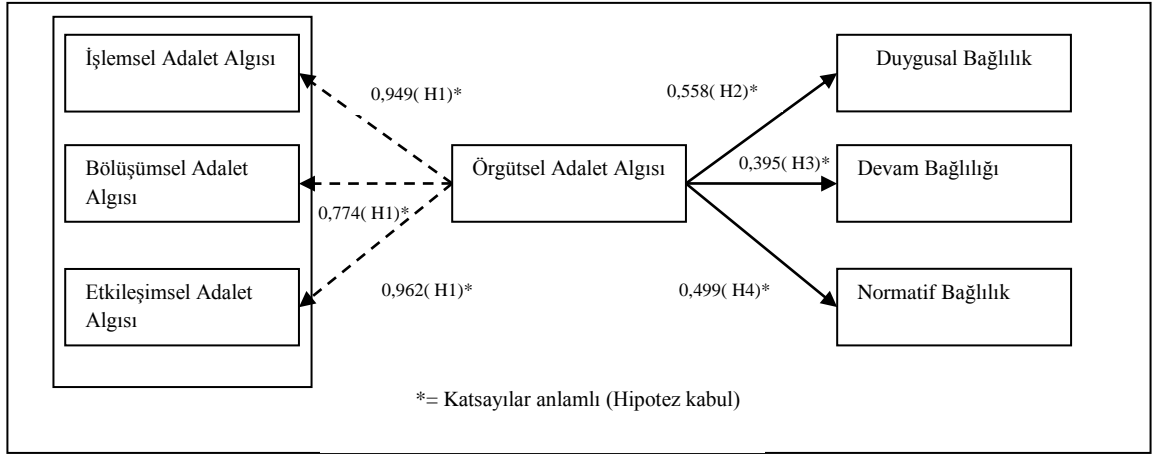 İşlemsel Adalet Algısı
Duygusal Bağlılık
0,949( H1)*
0,558( H2)*
Bölüşümsel Adalet
Algısı
Örgütsel Adalet Algısı
0,395( H3)*
Devam Bağlılığı
0,774( H1)*
Etkileşimsel Adalet
Algısı
0,962( H1)*
0,499( H4)*
Normatif Bağlılık
*= Katsayılar anlamlı (Hipotez kabul)